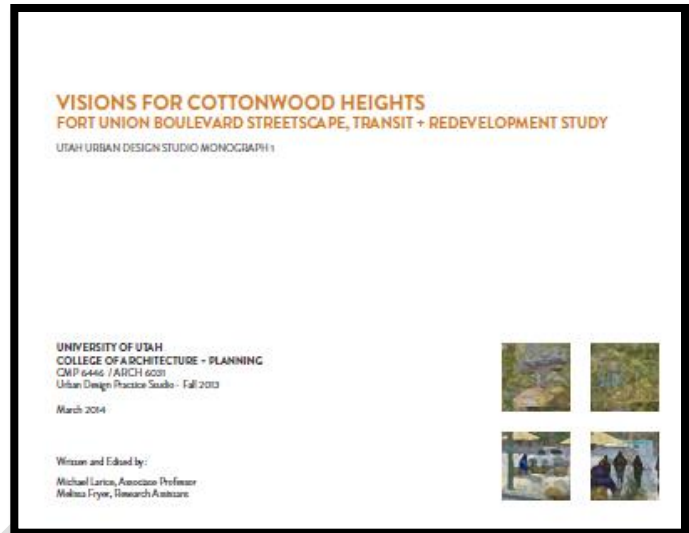 VISIONS FOR COTTONWOOD HEIGHTS
FORT UNION BOULEVARD STREETSCAPE, TRANSIT + REDEVELOPMENT STUDY
UTAH URBAN DESIGN STUDIO MONOGRAPH 1
UNIVERSITY OF UTAH
COLLEGE OF ARCHITECTURE + PLANNING
CMP 6446 / ARCH 6031
Urban Design Practice Studio - Fall 2013
March 2014
Written and Edited by:
Michael Larice, Associate Professor
Melissa Fryer, Research Assistant